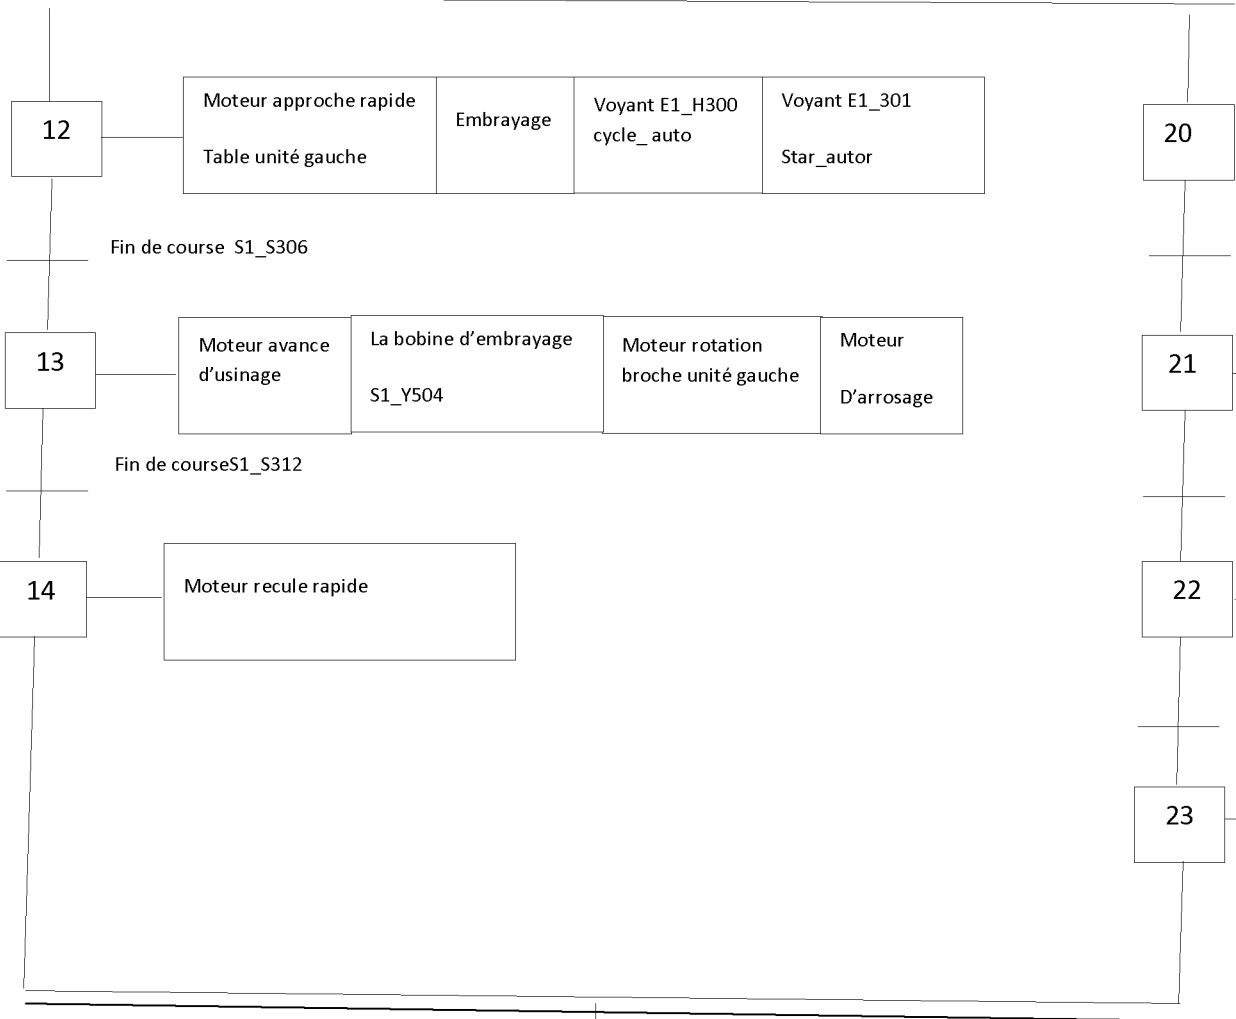 12
Moteur approche rapide
Table unité gauche
Embrayage
Voyant E1_H300
cycle_ auto
Voyant E1_301
Star_autor
20
Fin de course S1_S306
13
Moteur avance
d’usinage
La bobine d’embrayage
S1_Y504
Moteur rotation
broche unité gauche
Moteur
D’arrosage
21
Fin de courseS1_S312
14
Moteur recule rapide
22
23